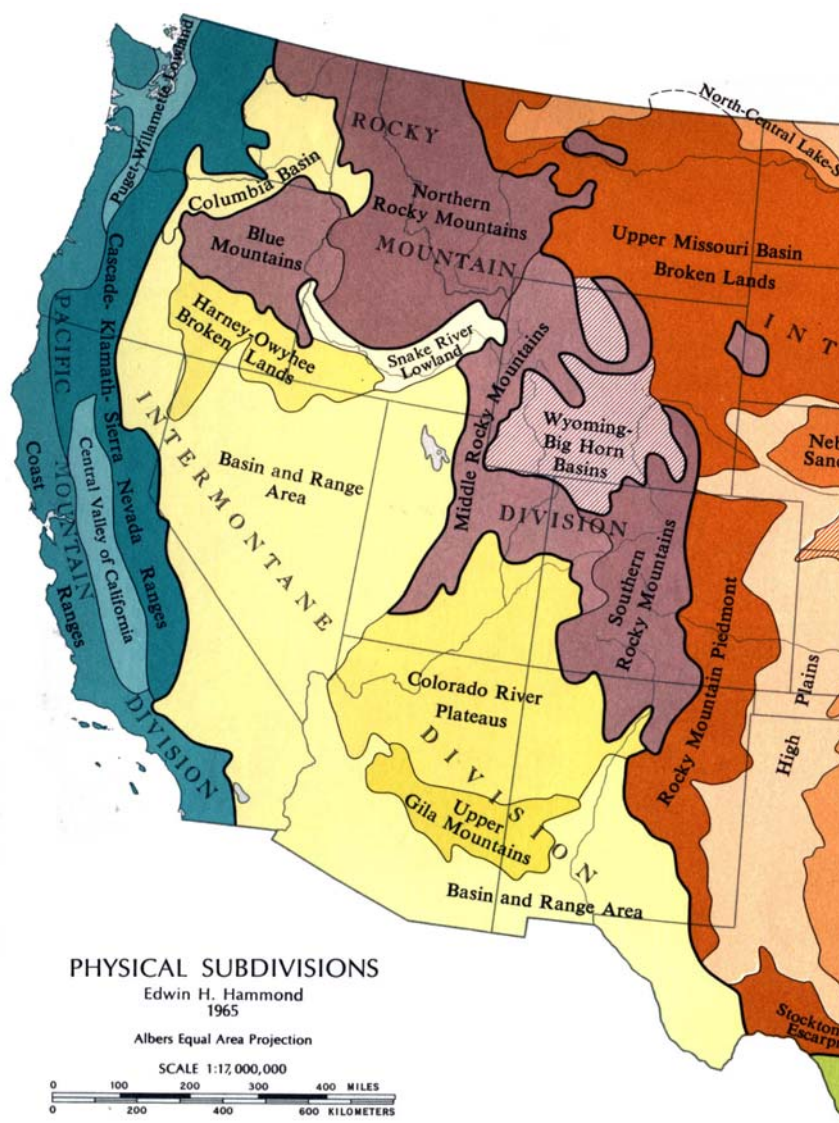 Puget-Willamette Lowland
North-Central Lake-S
ROCKY
Columbia Basin
Northern
Rocky Mountains
Blue
Mountains
MOUNTAIN
Upper Missouri Basin
Broken Lands
Cascade-Klamath-Sierra Nevada Ranges
PACIFIC
MOUNTAIN
DIVISION
Harney-Owyhee
Broken Lands
Snake River
Lowland
INT
Middle Rocky Mountains
Wyoming-
Big Horn
Basins
Neb
Sand
INTERMONTANE
Basin and Range
Area
Coast
Ranges
Central Valley of California
DIVISION
Southern
Rocky Mountains
Rocky Mountain Piedmont
High Plains
Colorado River
Plateaus
DIVISION
Upper
Gila Mountains
Basin and Range Area
Stockton
Escarp
PHYSICAL SUBDIVISIONS
Edwin H. Hammond
1965
Albers Equal Area Projection
SCALE 1:17,000,000
0 100 200 300 400 MILES
0 200 400 600 KILOMETERS